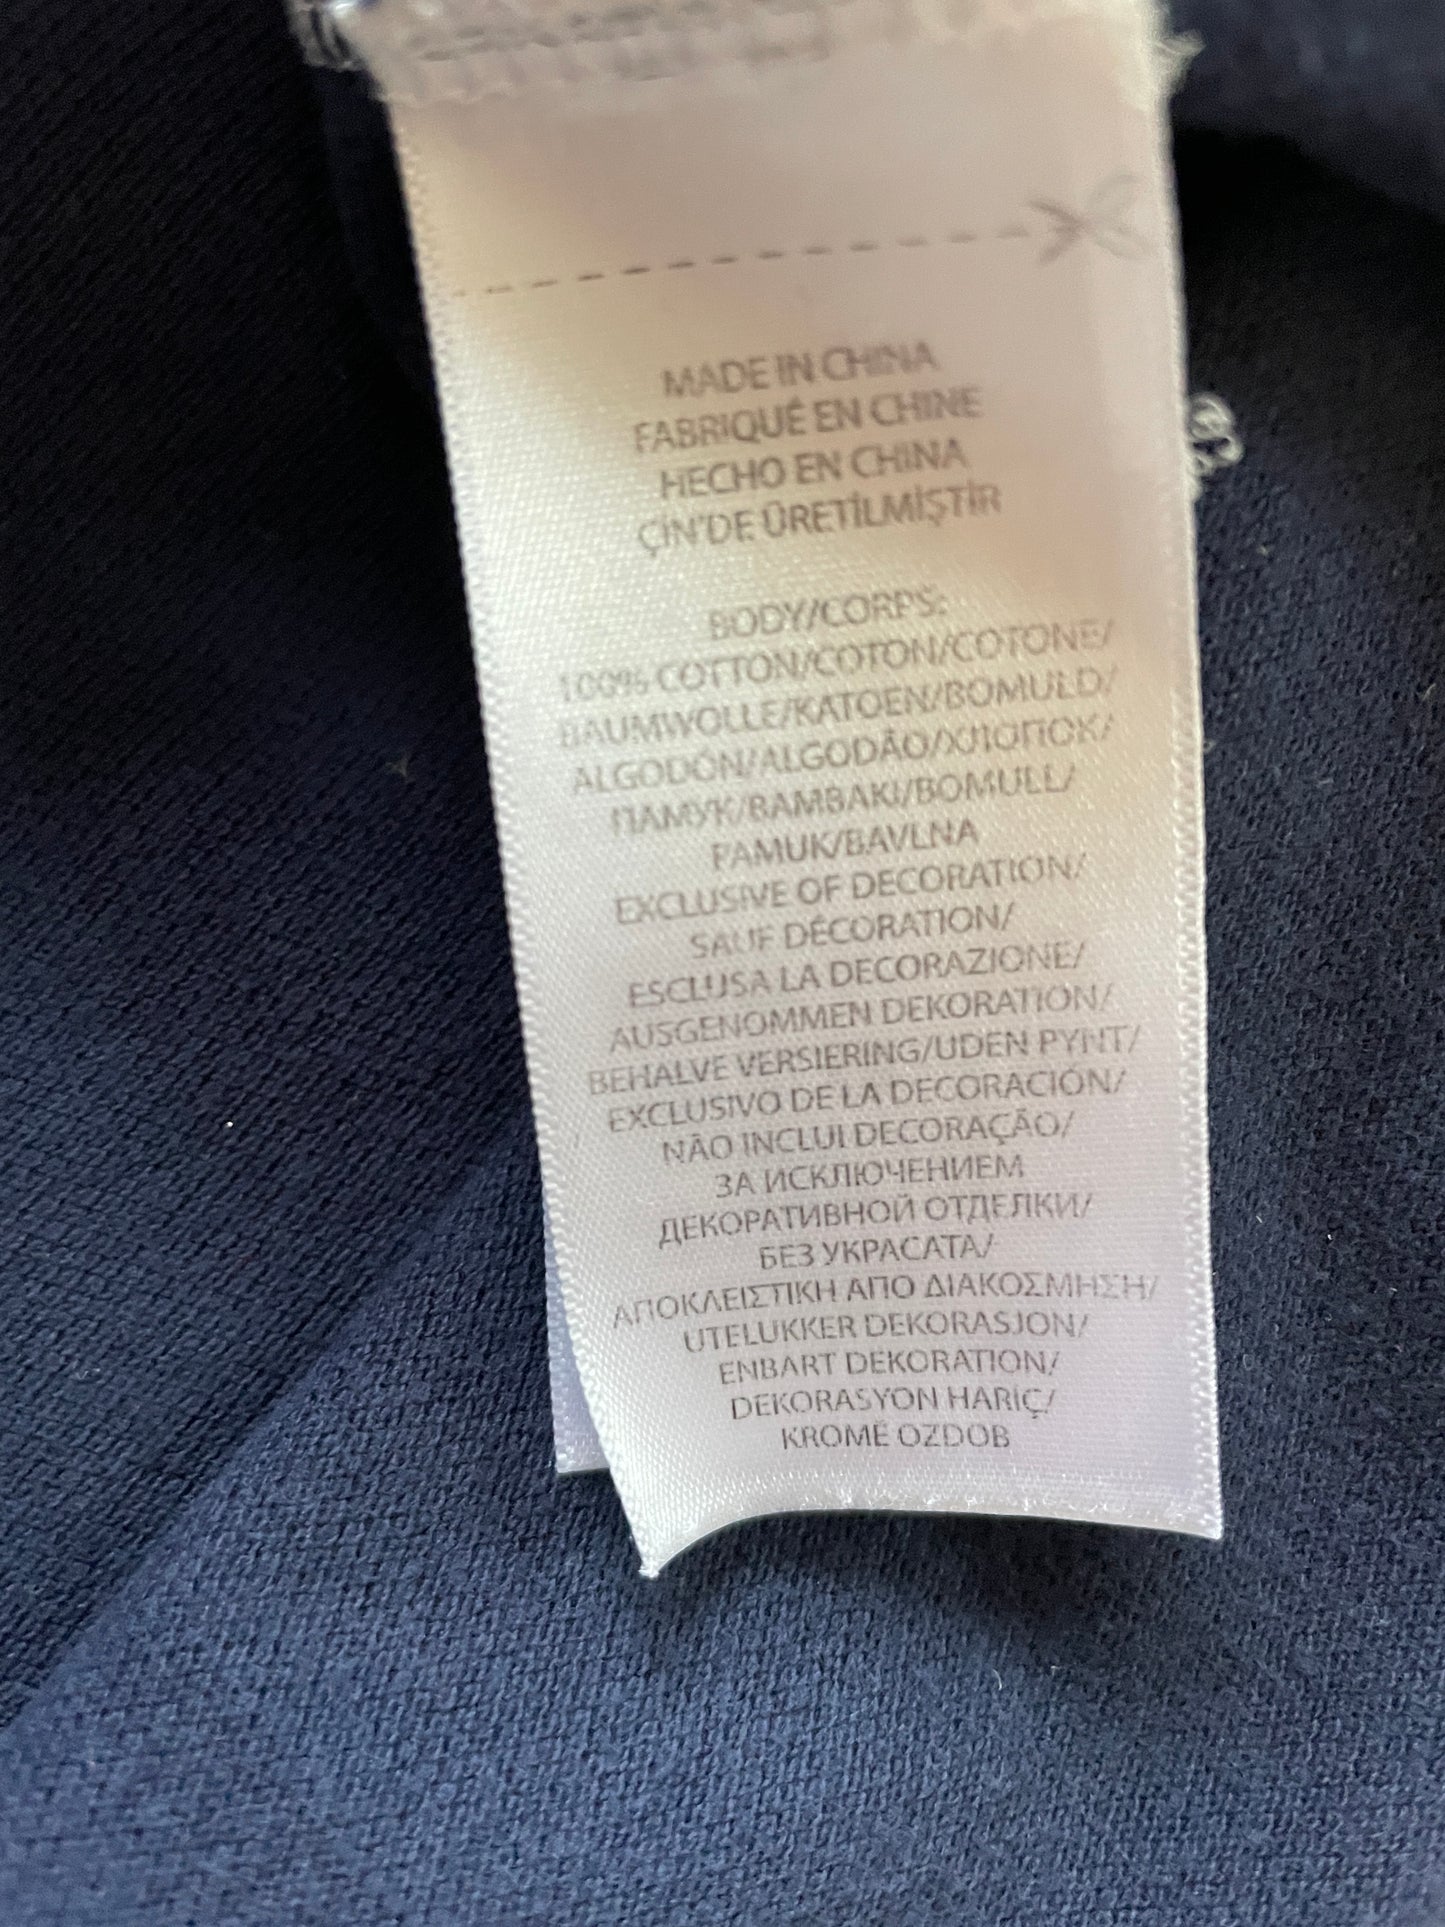 MADE IN CHINA
FABRIQUÉ EN CHINE
HECHO EN CHINA
ÇİN'DE ÜRETİLMİŞTİR
BODY/CORPS:
100% COTTON/COTON/COTONE/
BAUMWOLLE/KATOEN/BOMULD/
ALGODÓN/ALGODÃO/ХЛОПОК/
ПАМУК/BAMBAKI/BOMULL/
PAMUK/BAVLNA
EXCLUSIVE OF DECORATION/
SAUF DÉCORATION/
ESCLUSA LA DECORAZIONE/
AUSGENOMMEN DEKORATION/
BEHALVE VERSIERING/UDEN PYNT/
EXCLUSIVO DE LA DECORACIÓN/
NÃO INCLUI DECORAÇÃO/
ЗА ИСКЛЮЧЕНИЕМ
ДЕКОРАТИВНОЙ ОТДЕЛКИ/
БЕЗ УКРАСАТА/
ΑΠΟΚΛΕΙΣΤΙΚΗ ΑΠΟ ΔΙΑΚΟΣΜΗΣΗ/
UTELUKKER DEKORASJON/
ENBART DEKORATION/
DEKORASYON HARİÇ/
KROMĚ OZDOB